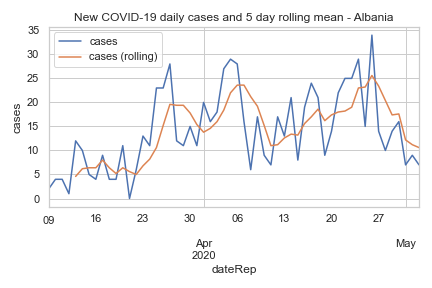 New COVID-19 daily cases and 5 day rolling mean - Albania
cases
cases (rolling)
35
30
25
20
15
10
5
0
cases
09 16 23 30 06 13 20 27
Apr May
2020
dateRep